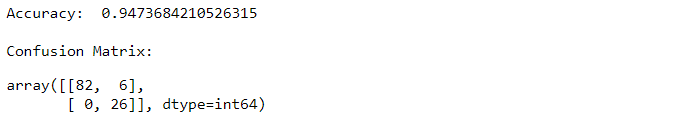 Accuracy:  0.9473684210526315
Confusion Matrix:
array([[82,  6],
       [ 0, 26]], dtype=int64)